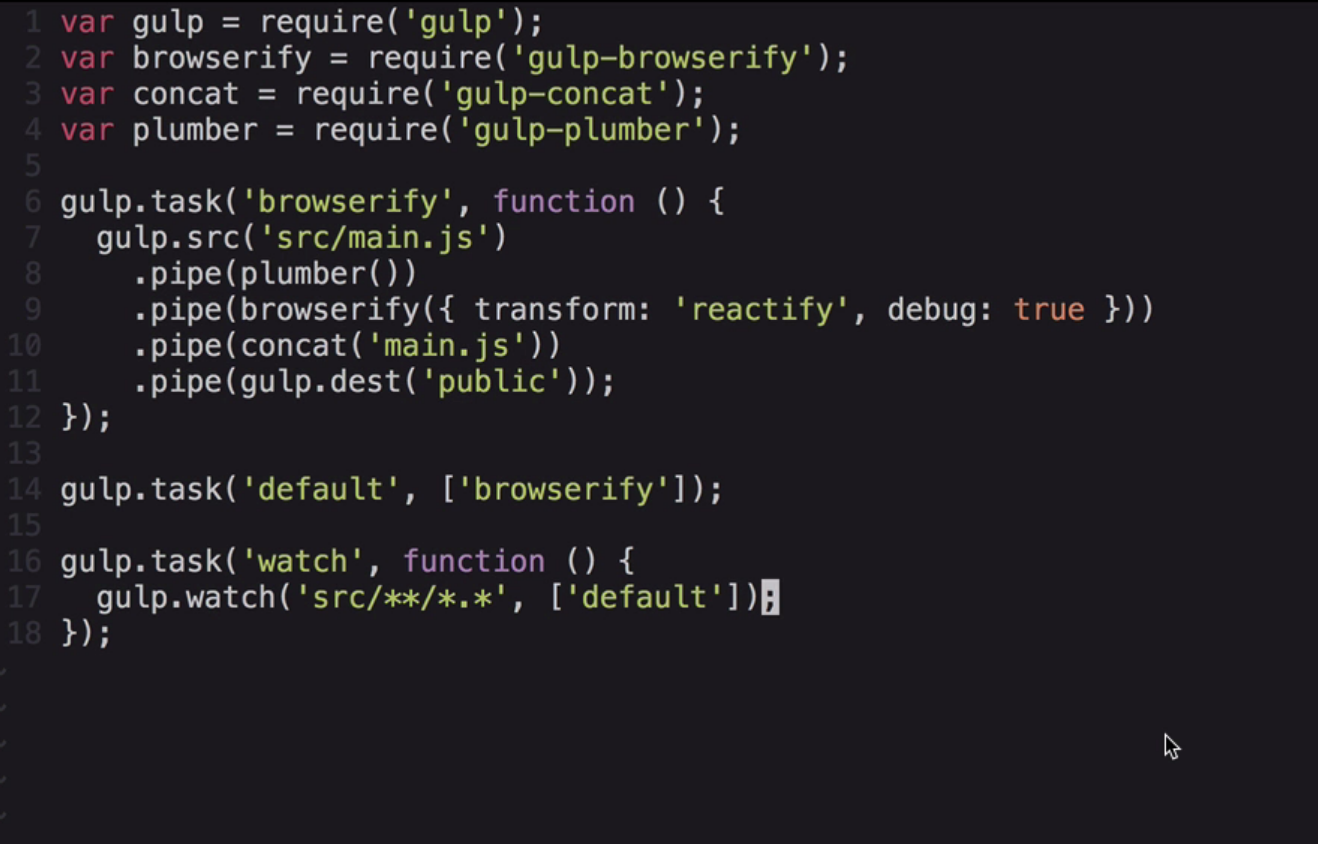 1 var gulp = require('gulp');
2 var browserify = require('gulp-browserify');
3 var concat = require('gulp-concat');
4 var plumber = require('gulp-plumber');
5
6 gulp.task('browserify', function () {
7   gulp.src('src/main.js')
8     .pipe(plumber())
9     .pipe(browserify({ transform: 'reactify', debug: true }))
10     .pipe(concat('main.js'))
11     .pipe(gulp.dest('public'));
12 });
13
14 gulp.task('default', ['browserify']);
15
16 gulp.task('watch', function () {
17   gulp.watch('src/**/*.*', ['default']);
18 });